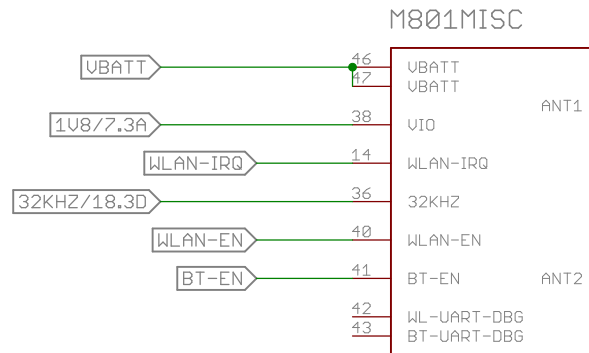 M801MISC
VBATT 46 VBATT
47 VBATT
ANT1
1V8/7.3A 38 VIO
WLAN-IRQ 14 WLAN-IRQ
32KHZ/18.3D 36 32KHZ
WLAN-EN 40 WLAN-EN
BT-EN 41 BT-EN ANT2
42 WL-UART-DBG
43 BT-UART-DBG